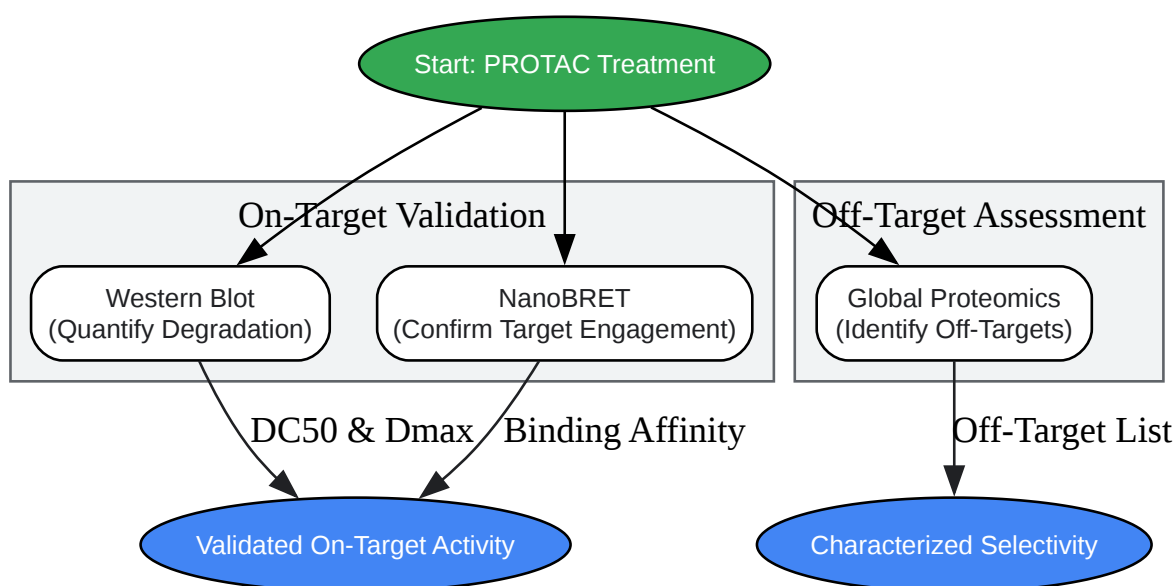 Start: PROTAC Treatment
On-Target Validation
Off-Target Assessment
Western Blot
(Quantify Degradation)
NanoBRET
(Confirm Target Engagement)
Global Proteomics
(Identify Off-Targets)
DC50 & Dmax
Binding Affinity
Off-Target List
Validated On-Target Activity
Characterized Selectivity